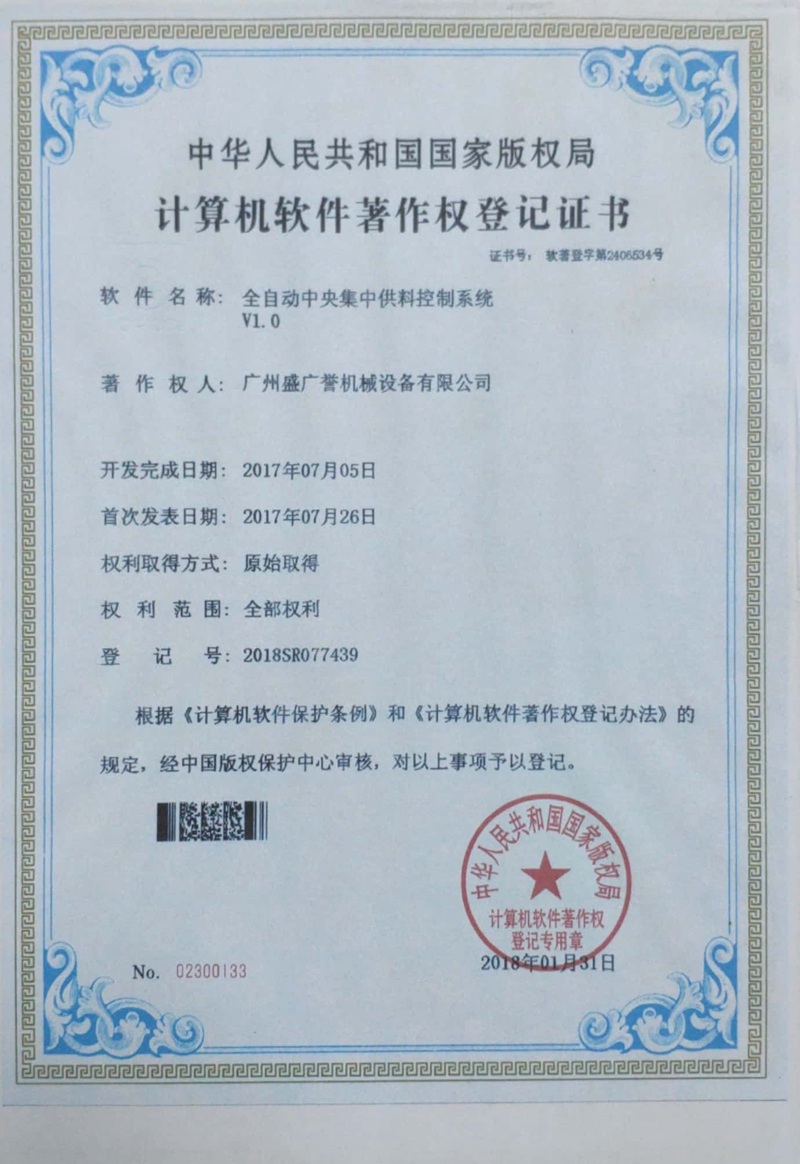 中华人民共和国国家版权局
计算机软件著作权登记证书
证书号： 软著登字第2406534号
软件名称： 全自动中央集中供料控制系统
V1.0
著作权人： 广州盛广誉机械设备有限公司
开发完成日期： 2017年07月05日
首次发表日期： 2017年07月26日
权利取得方式： 原始取得
权利范围： 全部权利
登记号： 2018SR077439
根据《计算机软件保护条例》和《计算机软件著作权登记办法》的
规定，经中国版权保护中心审核，对以上事项予以登记。
中华人民共和国国家版权局
计算机软件著作权
登记专用章
2018年01月31日
No. 02300133